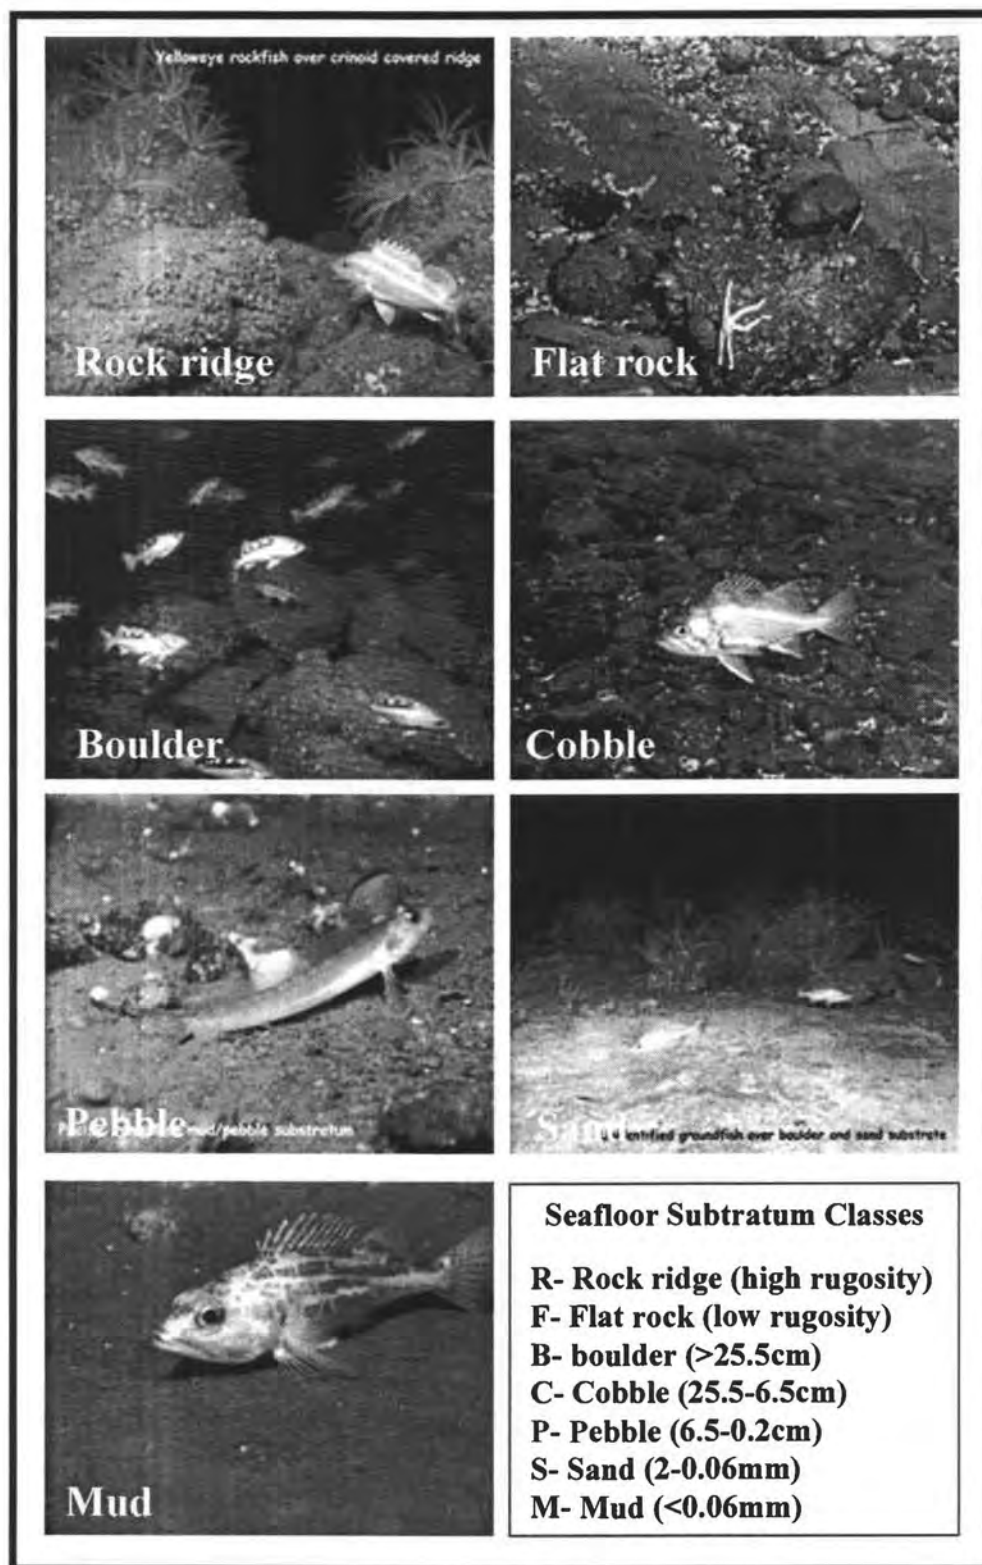 Yelloweye rockfish over crinoid covered ridge
Rock ridge
Flat rock
Boulder
Cobble
Pebble
mud/pebble substratum
Sand
groundfish over boulder and sand substrate
Mud
Seafloor Subtratum Classes
R- Rock ridge (high rugosity)
F- Flat rock (low rugosity)
B- boulder (>25.5cm)
C- Cobble (25.5-6.5cm)
P- Pebble (6.5-0.2cm)
S- Sand (2-0.06mm)
M- Mud (<0.06mm)